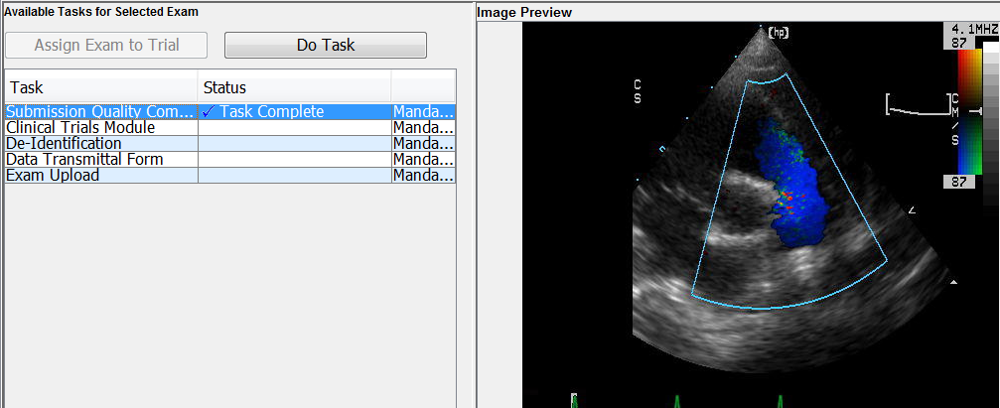 Available Tasks for Selected Exam
Assign Exam to Trial
Do Task
Task Status
Submission Quality Com... Task Complete Manda...
Clinical Trials Module Manda...
De-Identification Manda...
Data Transmittal Form Manda...
Exam Upload Manda...
Image Preview
[hp]
C
S
4.1MHZ
87
C
M
/
S
87